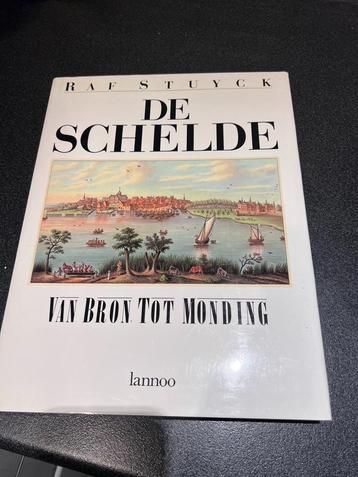 RAF STUYCK
DE
SCHELDE
VAN BRON TOT MONDING
lannoo